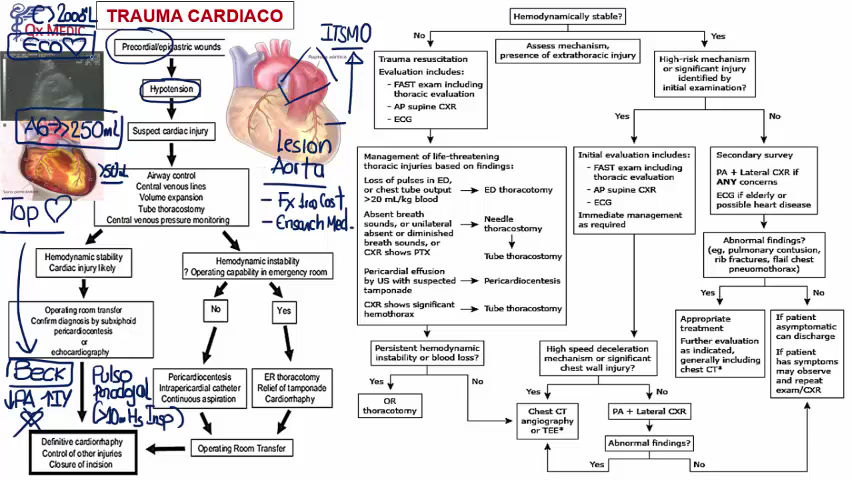 TRAUMA CARDIACO
>2000mL
Qx MEDIC
ECO
AG → >250mL
>50mL
Top
Beck
↓PA ↑IY
Pulso
Paradojal
(>10mmHs Insp)
Precordial/epigastric wounds
Hypotension
Suspect cardiac injury
Airway control
Central venous lines
Volume expansion
Tube thoracostomy
Central venous pressure monitoring
Hemodynamic stability
Cardiac injury likely
Hemodynamic instability
? Operating capability in emergency room
No
Yes
Operating room transfer
Confirm diagnosis by subxiphoid
pericardiocentesis
or
echocardiography
Pericardiocentesis
Intrapericardial catheter
Continuous aspiration
ER thoracotomy
Relief of tamponade
Cardiorhaphy
Definitive cardiorhaphy
Control of other injuries
Closure of incision
Operating Room Transfer
ITSMO
Ruptura aórtica
Lesion
Aorta
- Fx 1ra Cost.
- Ensanch Med.
Hemodynamically stable?
No
Yes
Assess mechanism,
presence of extrathoracic injury
Trauma resuscitation
Evaluation includes:
- FAST exam including
thoracic evaluation
- AP supine CXR
- ECG
High-risk mechanism
or significant injury
identified by
initial examination?
Yes
No
Management of life-threatening
thoracic injuries based on findings:
Loss of pulses in ED,
or chest tube output
>20 mL/kg blood
ED thoracotomy
Absent breath
sounds, or unilateral
absent or diminished
breath sounds, or
CXR shows PTX
Needle
thoracostomy
Tube thoracostomy
Pericardial effusion
by US with suspected
tamponade
Pericardiocentesis
CXR shows significant
hemothorax
Tube thoracostomy
Initial evaluation includes:
- FAST exam including
thoracic evaluation
- AP supine CXR
- ECG
Immediate management
as required
Secondary survey
PA + Lateral CXR if
ANY concerns
ECG if elderly or
possible heart disease
Abnormal findings?
(eg, pulmonary contusion,
rib fractures, flail chest
pneumothorax)
Yes
No
Appropriate
treatment
Further evaluation
as indicated,
generally including
chest CT*
If patient
asymptomatic
can discharge
If patient
has symptoms
may observe
and repeat
exam/CXR
Persistent hemodynamic
instability or blood loss?
Yes
No
OR
thoracotomy
High speed deceleration
mechanism or significant
chest wall injury?
Yes
No
Chest CT
angiography
or TEE*
PA + Lateral CXR
Abnormal findings?
Yes
No